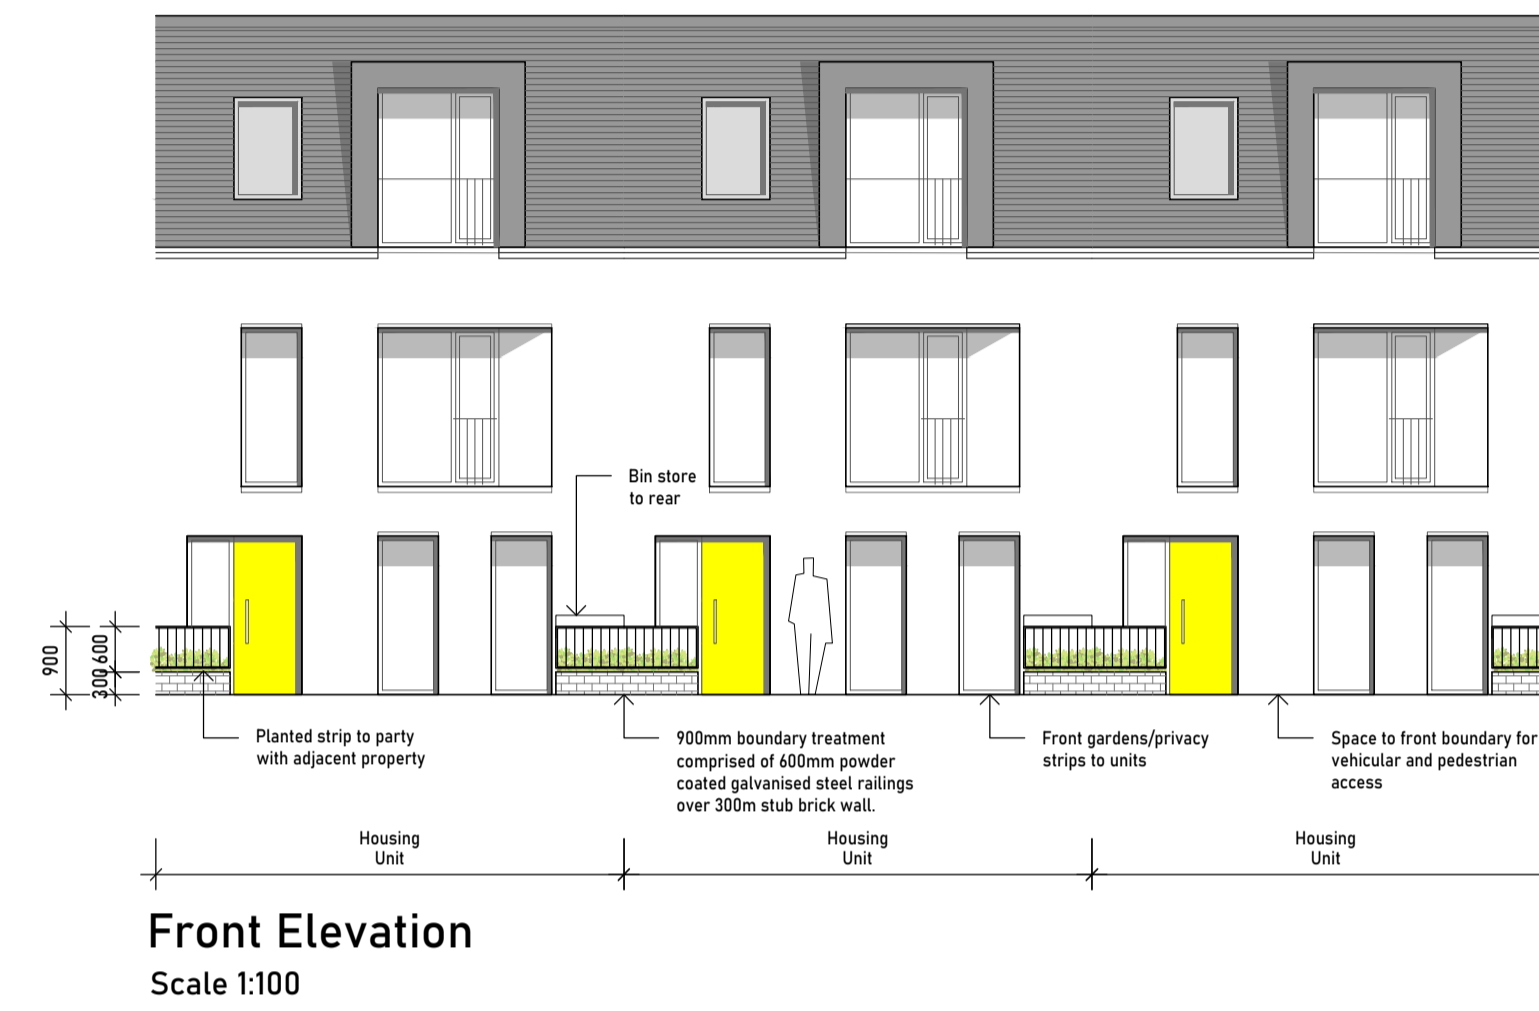 Bin store
to rear
900
600
300
Planted strip to party
with adjacent property
900mm boundary treatment
comprised of 600mm powder
coated galvanised steel railings
over 300m stub brick wall.
Front gardens/privacy
strips to units
Space to front boundary for
vehicular and pedestrian
access
Housing
Unit
Housing
Unit
Housing
Unit
Front Elevation
Scale 1:100